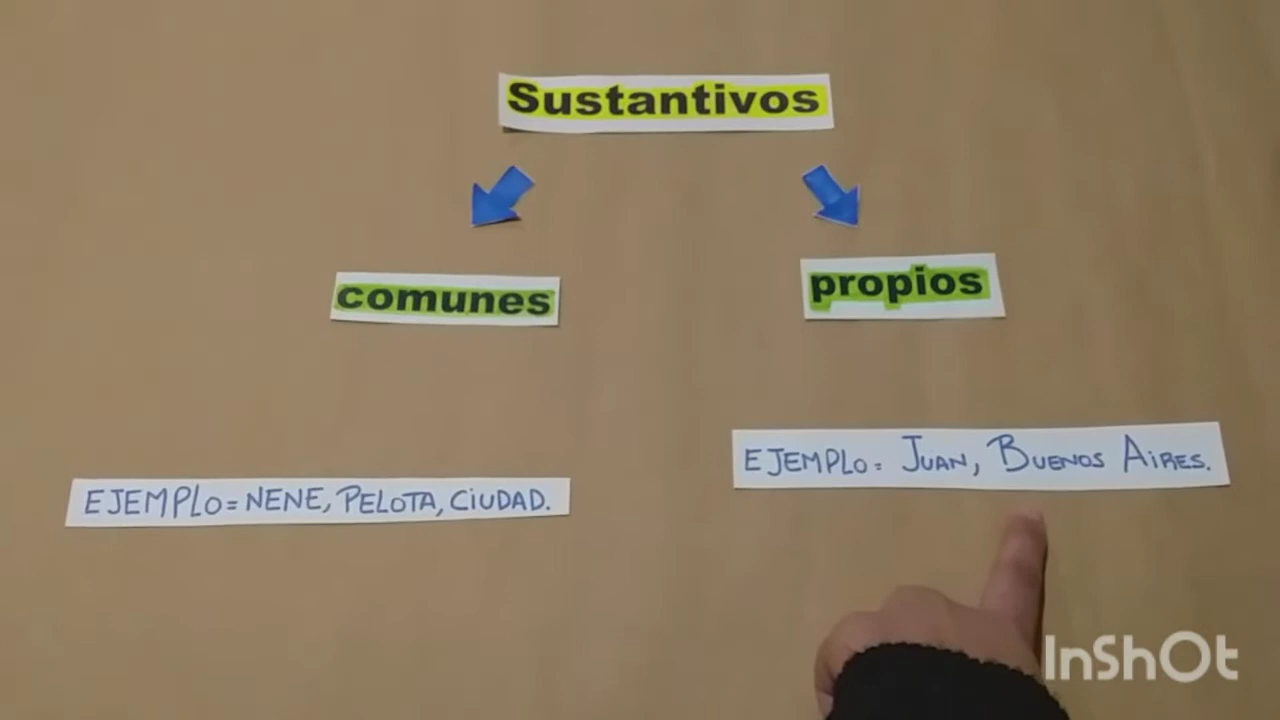 Sustantivos
comunes
propios
EJEMPLO= NENE, PELOTA, CIUDAD.
EJEMPLO= JUAN, BUENOS AIRES.
InShOt